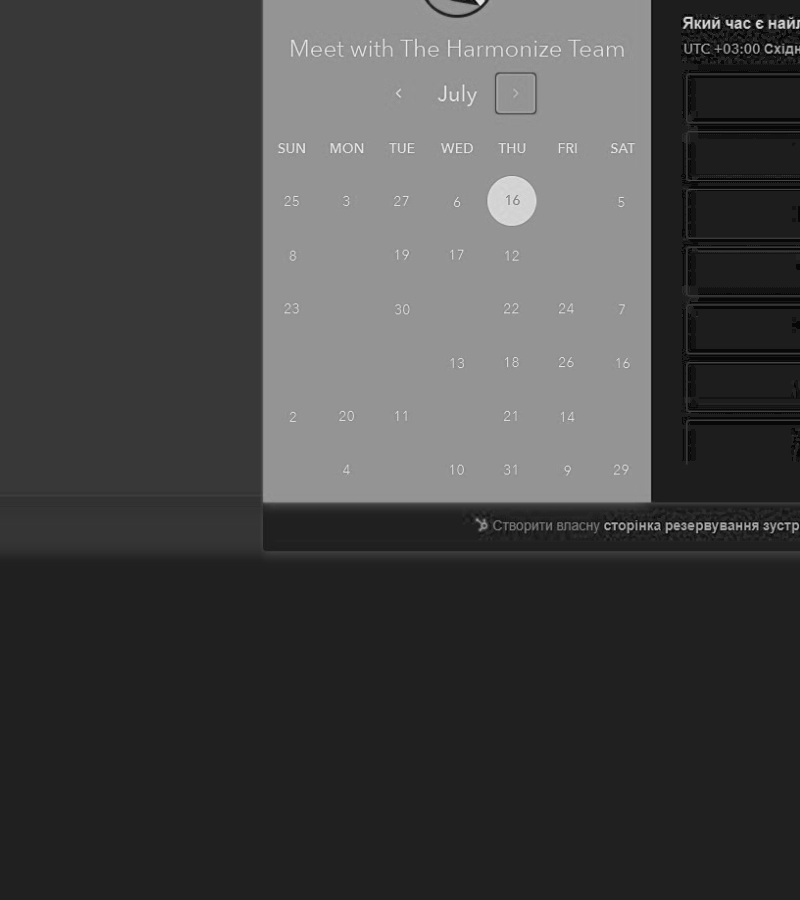 Який час є най
UTC +03:00 Східн
Meet with The Harmonize Team
July
SUN MON TUE WED THU FRI SAT
25 3 27 6 16 5
8 19 17 12
23 30 22 24 7
13 18 26 16
2 20 11 21 14
4 10 31 9 29
Створити власну сторінка резервування зустр